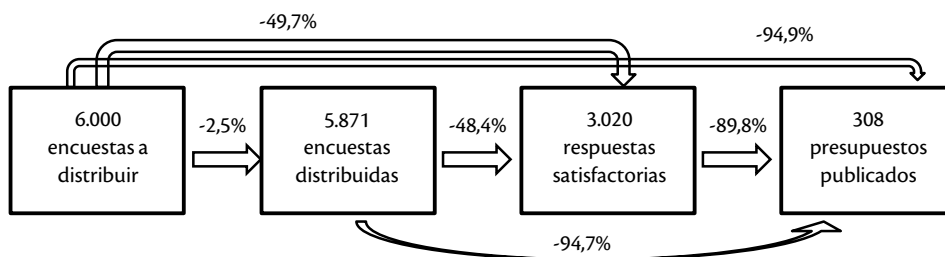 -49,7%
-94,9%
6.000
encuestas a
distribuir
-2,5%
5.871
encuestas
distribuidas
-48,4%
3.020
respuestas
satisfactorias
-89,8%
308
presupuestos
publicados
-94,7%